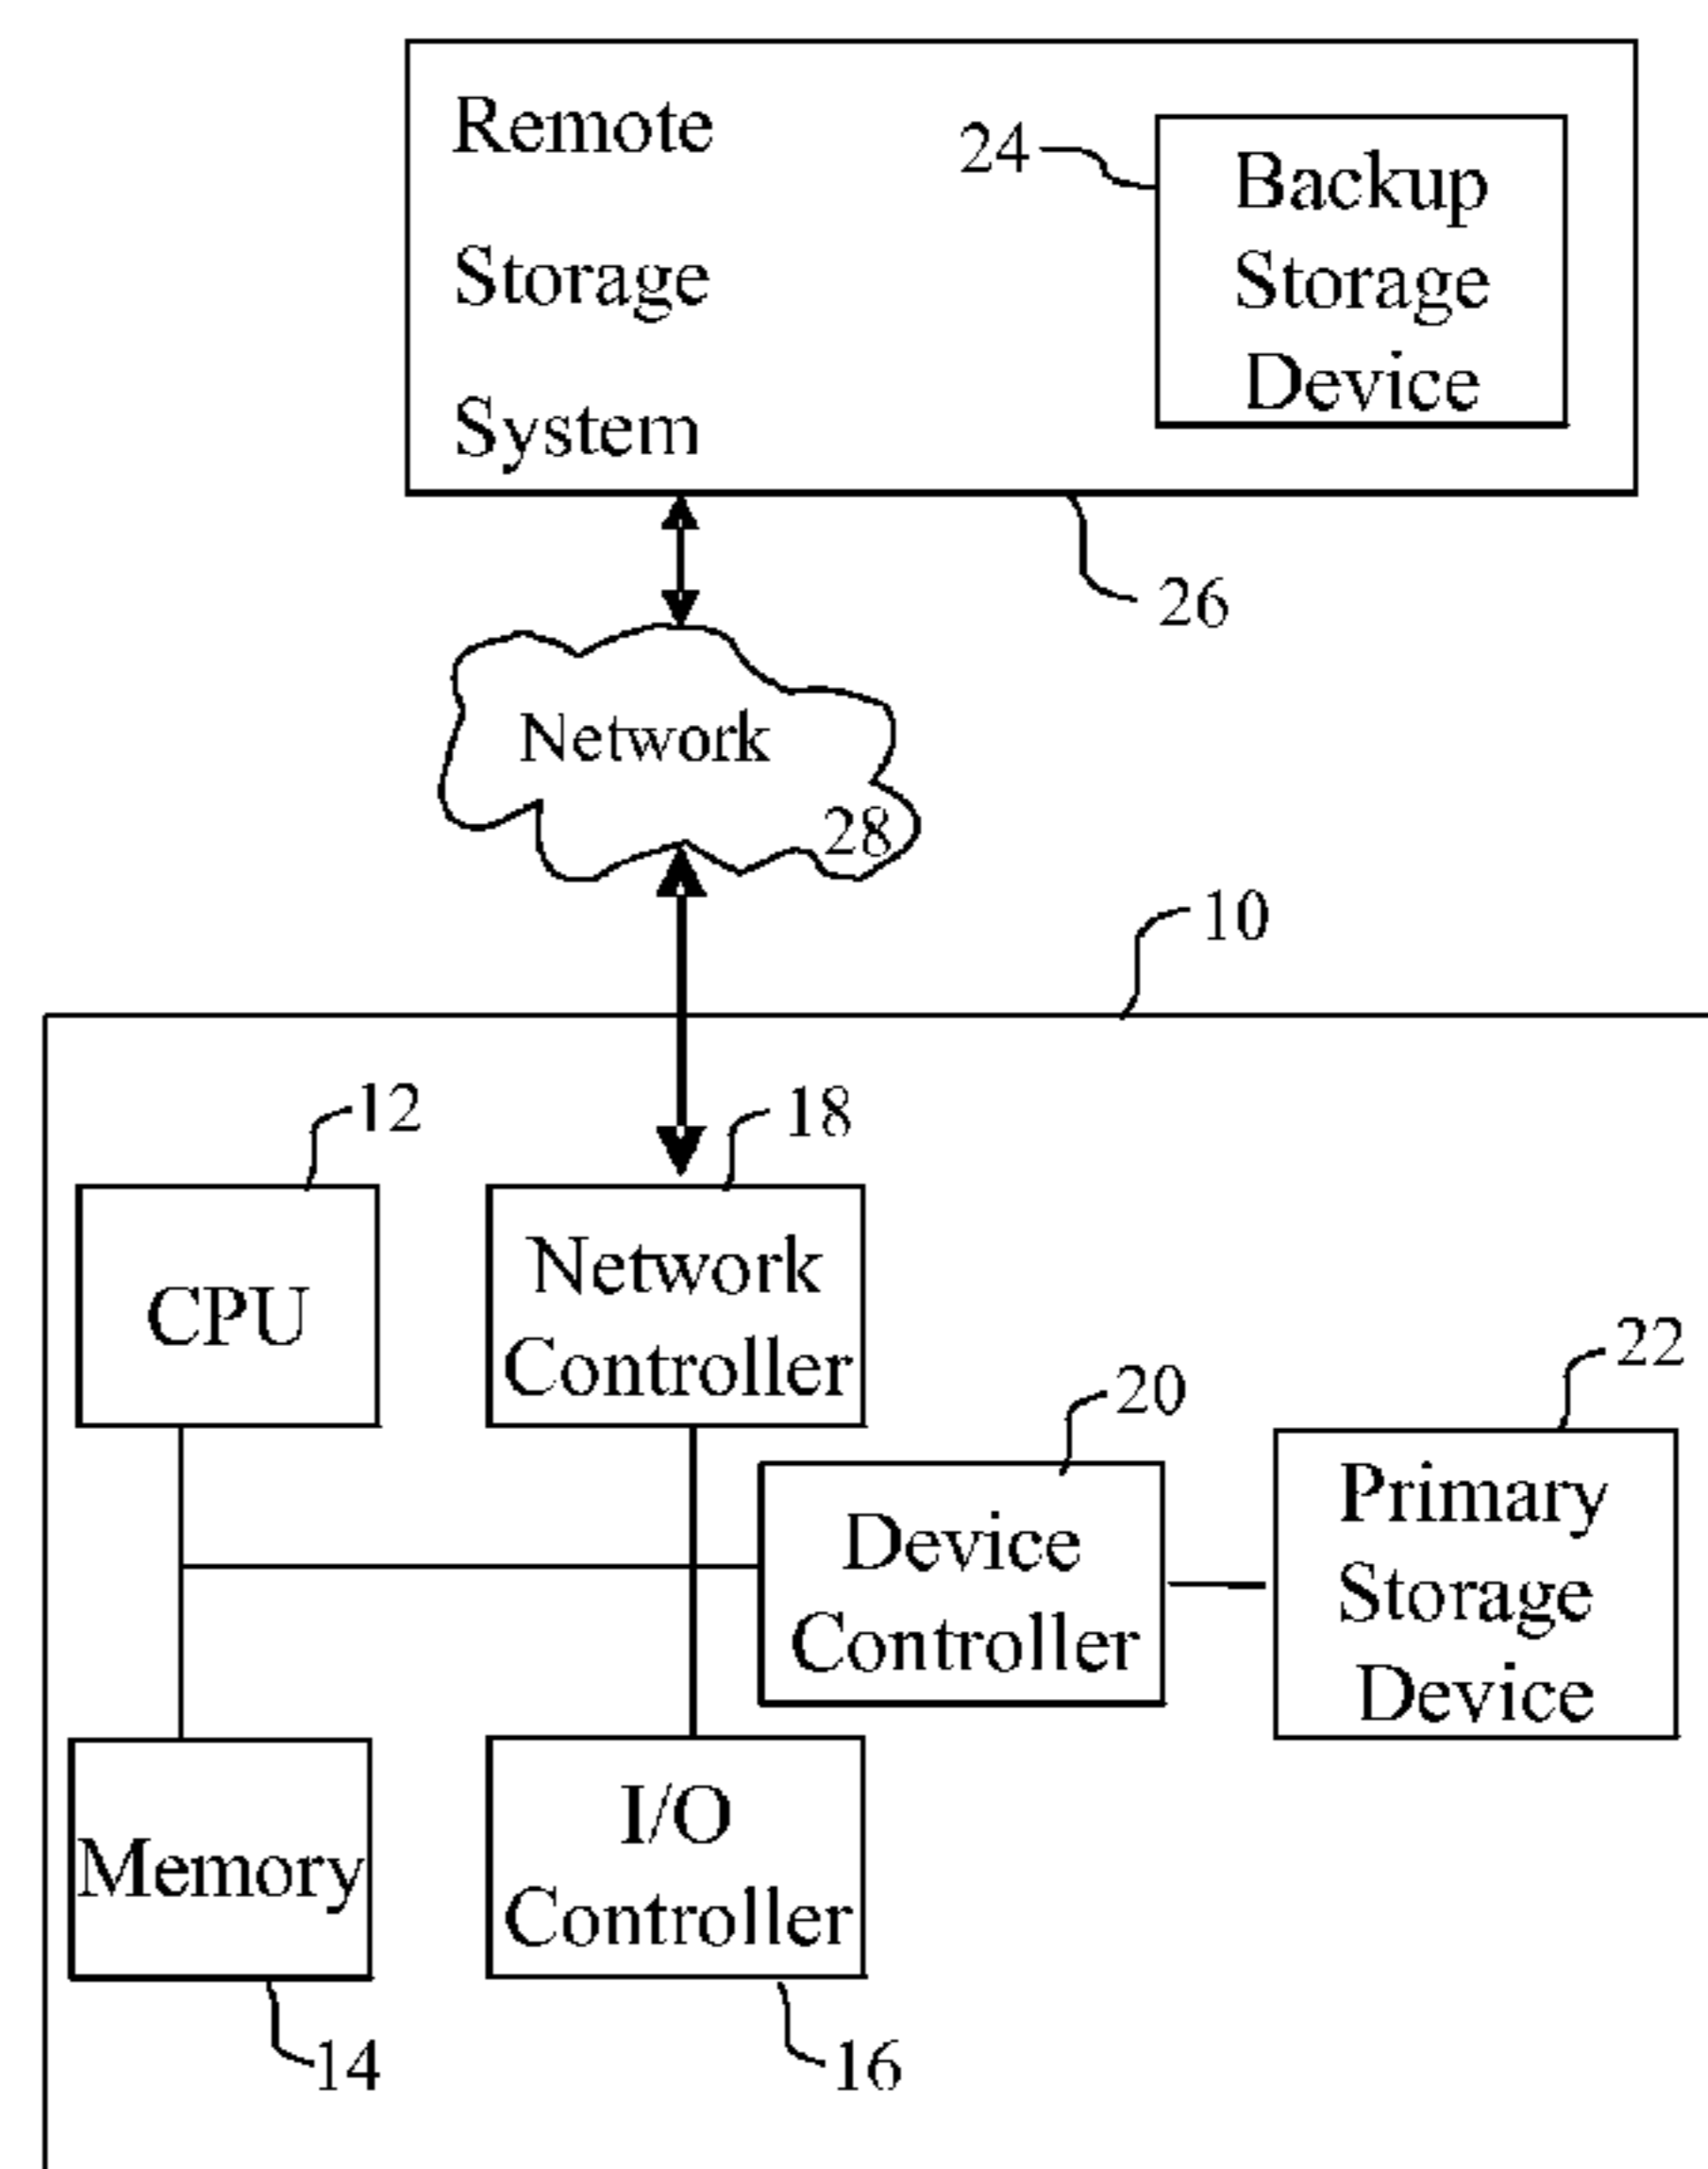 Remote
Storage
System
24
Backup
Storage
Device
26
Network
28
10
12
18
CPU
Network
Controller
20
22
Device
Controller
Primary
Storage
Device
Memory
I/O
Controller
14
16